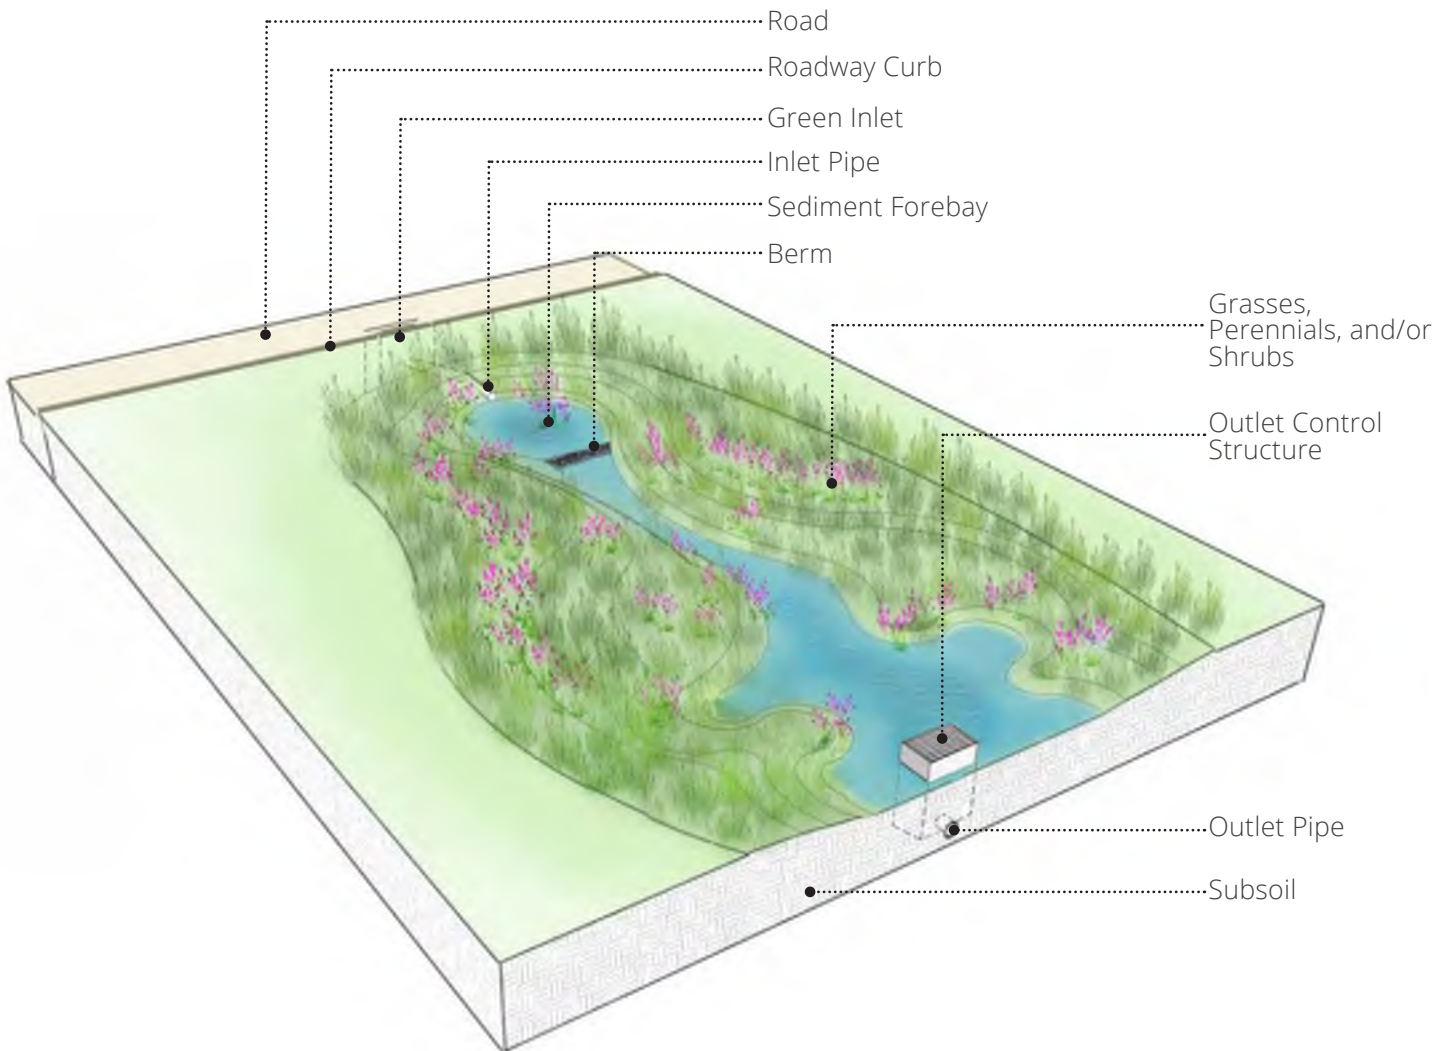 Road
Roadway Curb
Green Inlet
Inlet Pipe
Sediment Forebay
Berm
Grasses,
Perennials, and/or
Shrubs
Outlet Control
Structure
Outlet Pipe
Subsoil